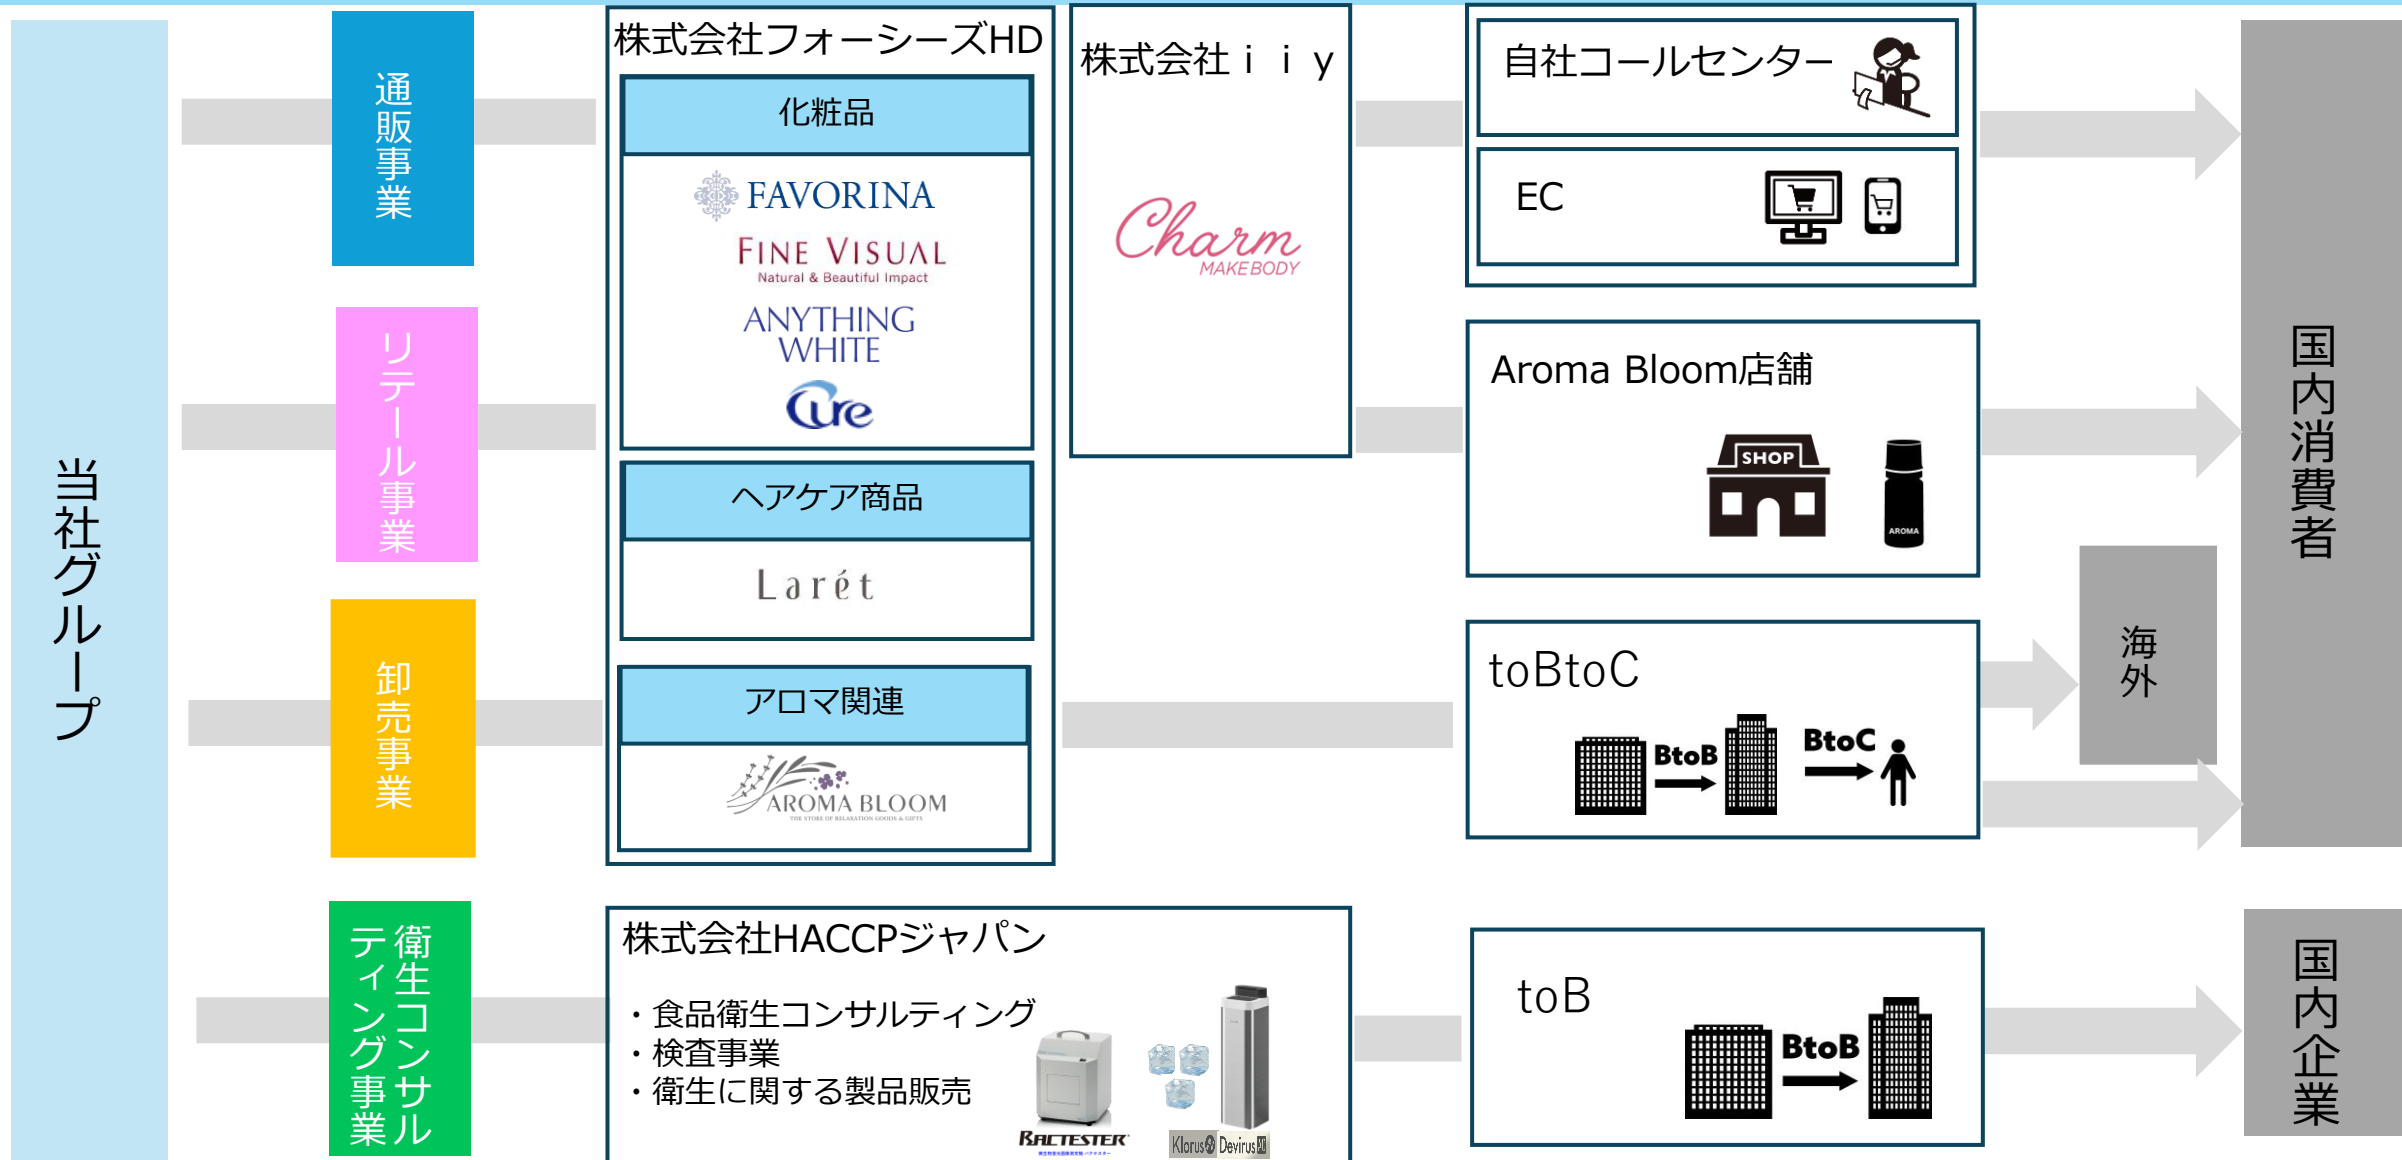 当社グループ
通販事業
リテール事業
卸売事業
衛生コンサル
ティング事業
株式会社フォーシーズHD
化粧品
FAVORINA
FINE VISUAL
Natural & Beautiful Impact
ANYTHING
WHITE
Cure
ヘアケア商品
Larét
アロマ関連
AROMA BLOOM
THE STORE OF RELAXATION GOODS & GIFTS
株式会社ｉｉｙ
Charm
MAKEBODY
自社コールセンター
EC
Aroma Bloom店舗
SHOP
AROMA
toBtoC
BtoB
BtoC
海外
国内消費者
株式会社HACCPジャパン
・食品衛生コンサルティング
・検査事業
・衛生に関する製品販売
BACTESTER
Klorus
Devirus
toB
BtoB
国内企業